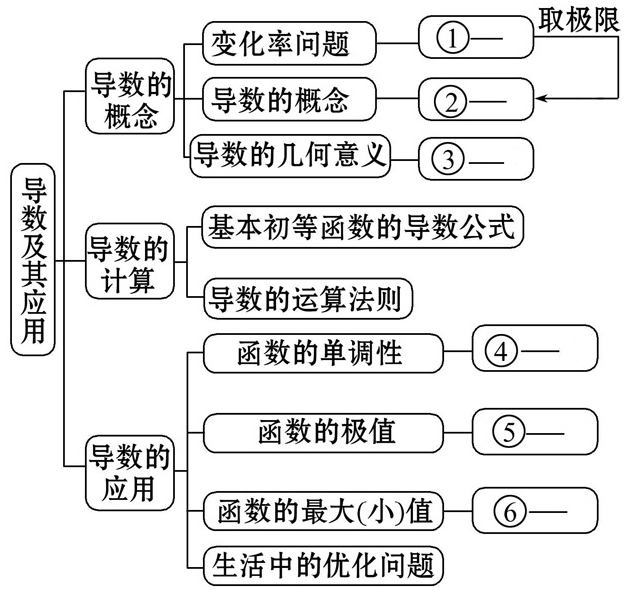 变化率问题
①—
取极限
导数的
概念
导数的概念
②—
导数的几何意义
③—
导数及其应用
基本初等函数的导数公式
导数的
计算
导数的运算法则
函数的单调性
④—
函数的极值
⑤—
导数的
应用
函数的最大(小)值
⑥—
生活中的优化问题